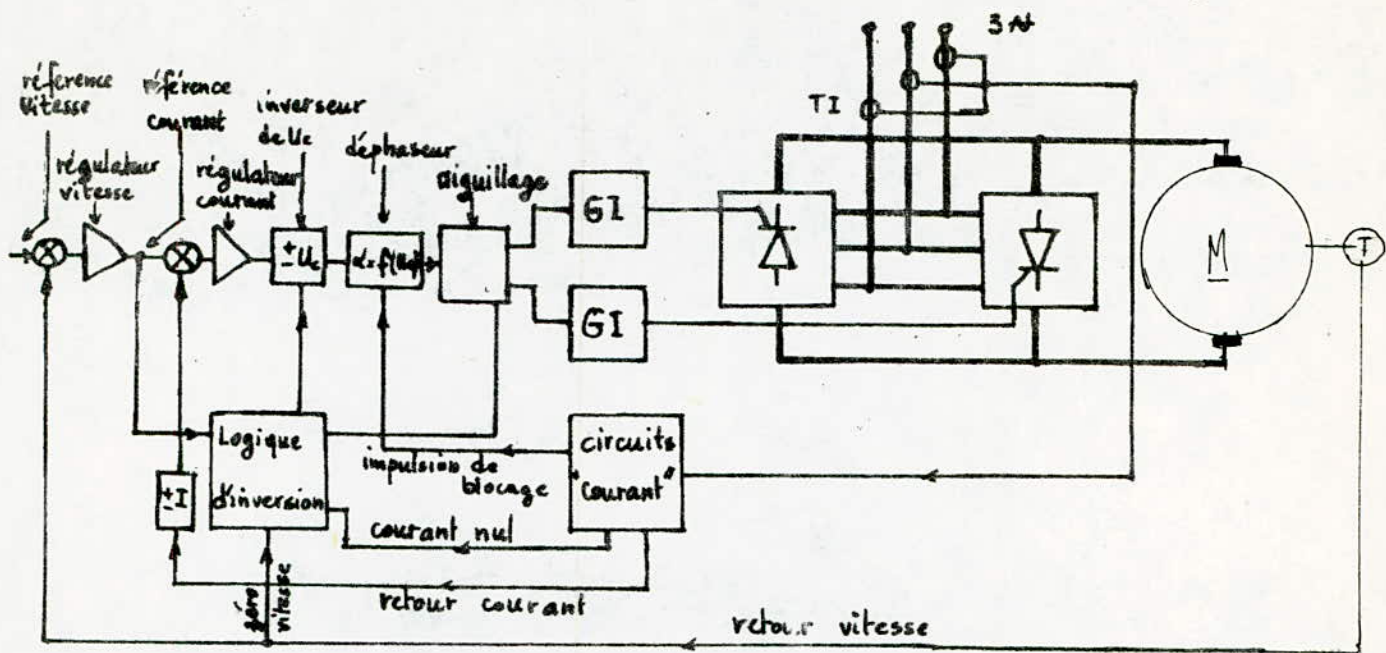 3 N
référence
vitesse
référence
courant
inverseur
de Uc
déphaseur
TI
régulateur
vitesse
régulateur
courant
aiguillage
GI
± Uc
α = f(Uc)
M
T
GI
Logique
d'inversion
circuits
"Courant"
impulsion de
blocage
± I
courant nul
zéro
vitesse
retour courant
retour vitesse